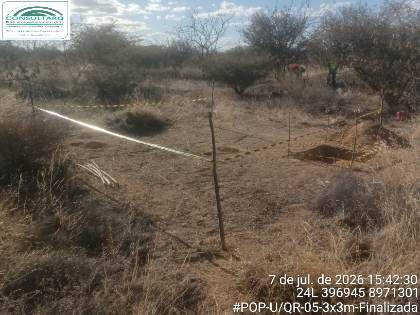 CONSULTARQ
7 de jul. de 2026 15:42:30
24L 396945 8971301
#POP-U/QR-05-3x3m-Finalizada